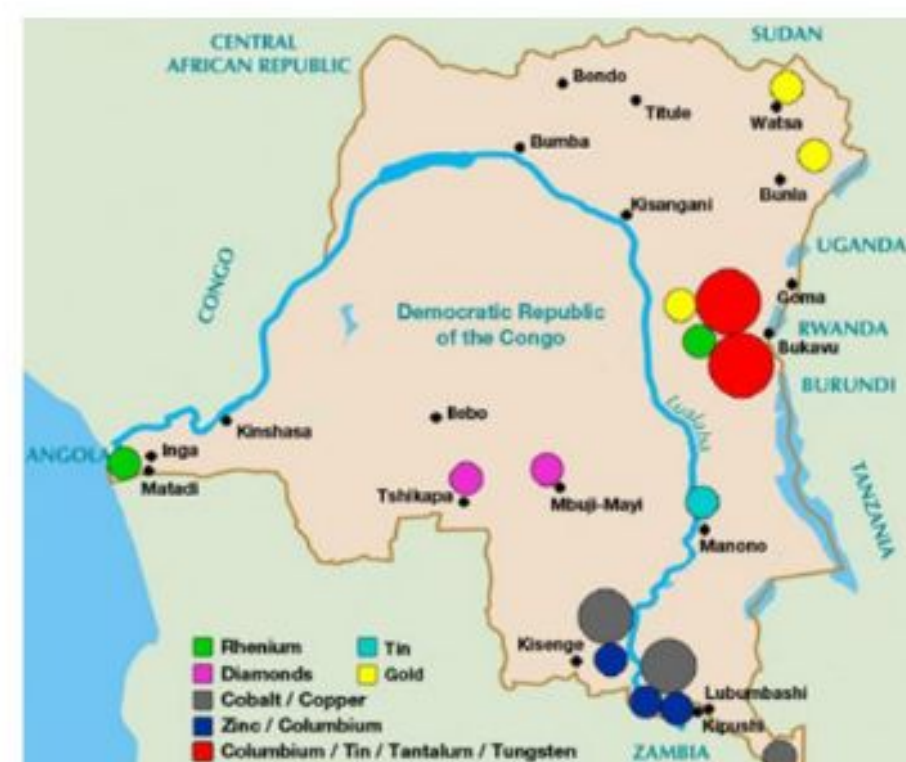 SUDAN
CENTRAL
AFRICAN REPUBLIC
Bondo
Titule
Watsa
Bumba
Bunia
Kisangani
UGANDA
CONGO
Goma
Democratic Republic
of the Congo
RWANDA
Bukavu
BURUNDI
Ilebo
Lualaba
Kinshasa
ANGOLA
Inga
Matadi
TANZANIA
Tshikapa
Mbuji-Mayi
Manono
Kisenge
Rhenium
Tin
Diamonds
Gold
Cobalt / Copper
Lubumbashi
Zinc / Columbium
Kipushi
Columbium / Tin / Tantalurn / Tungsten
ZAMBIA